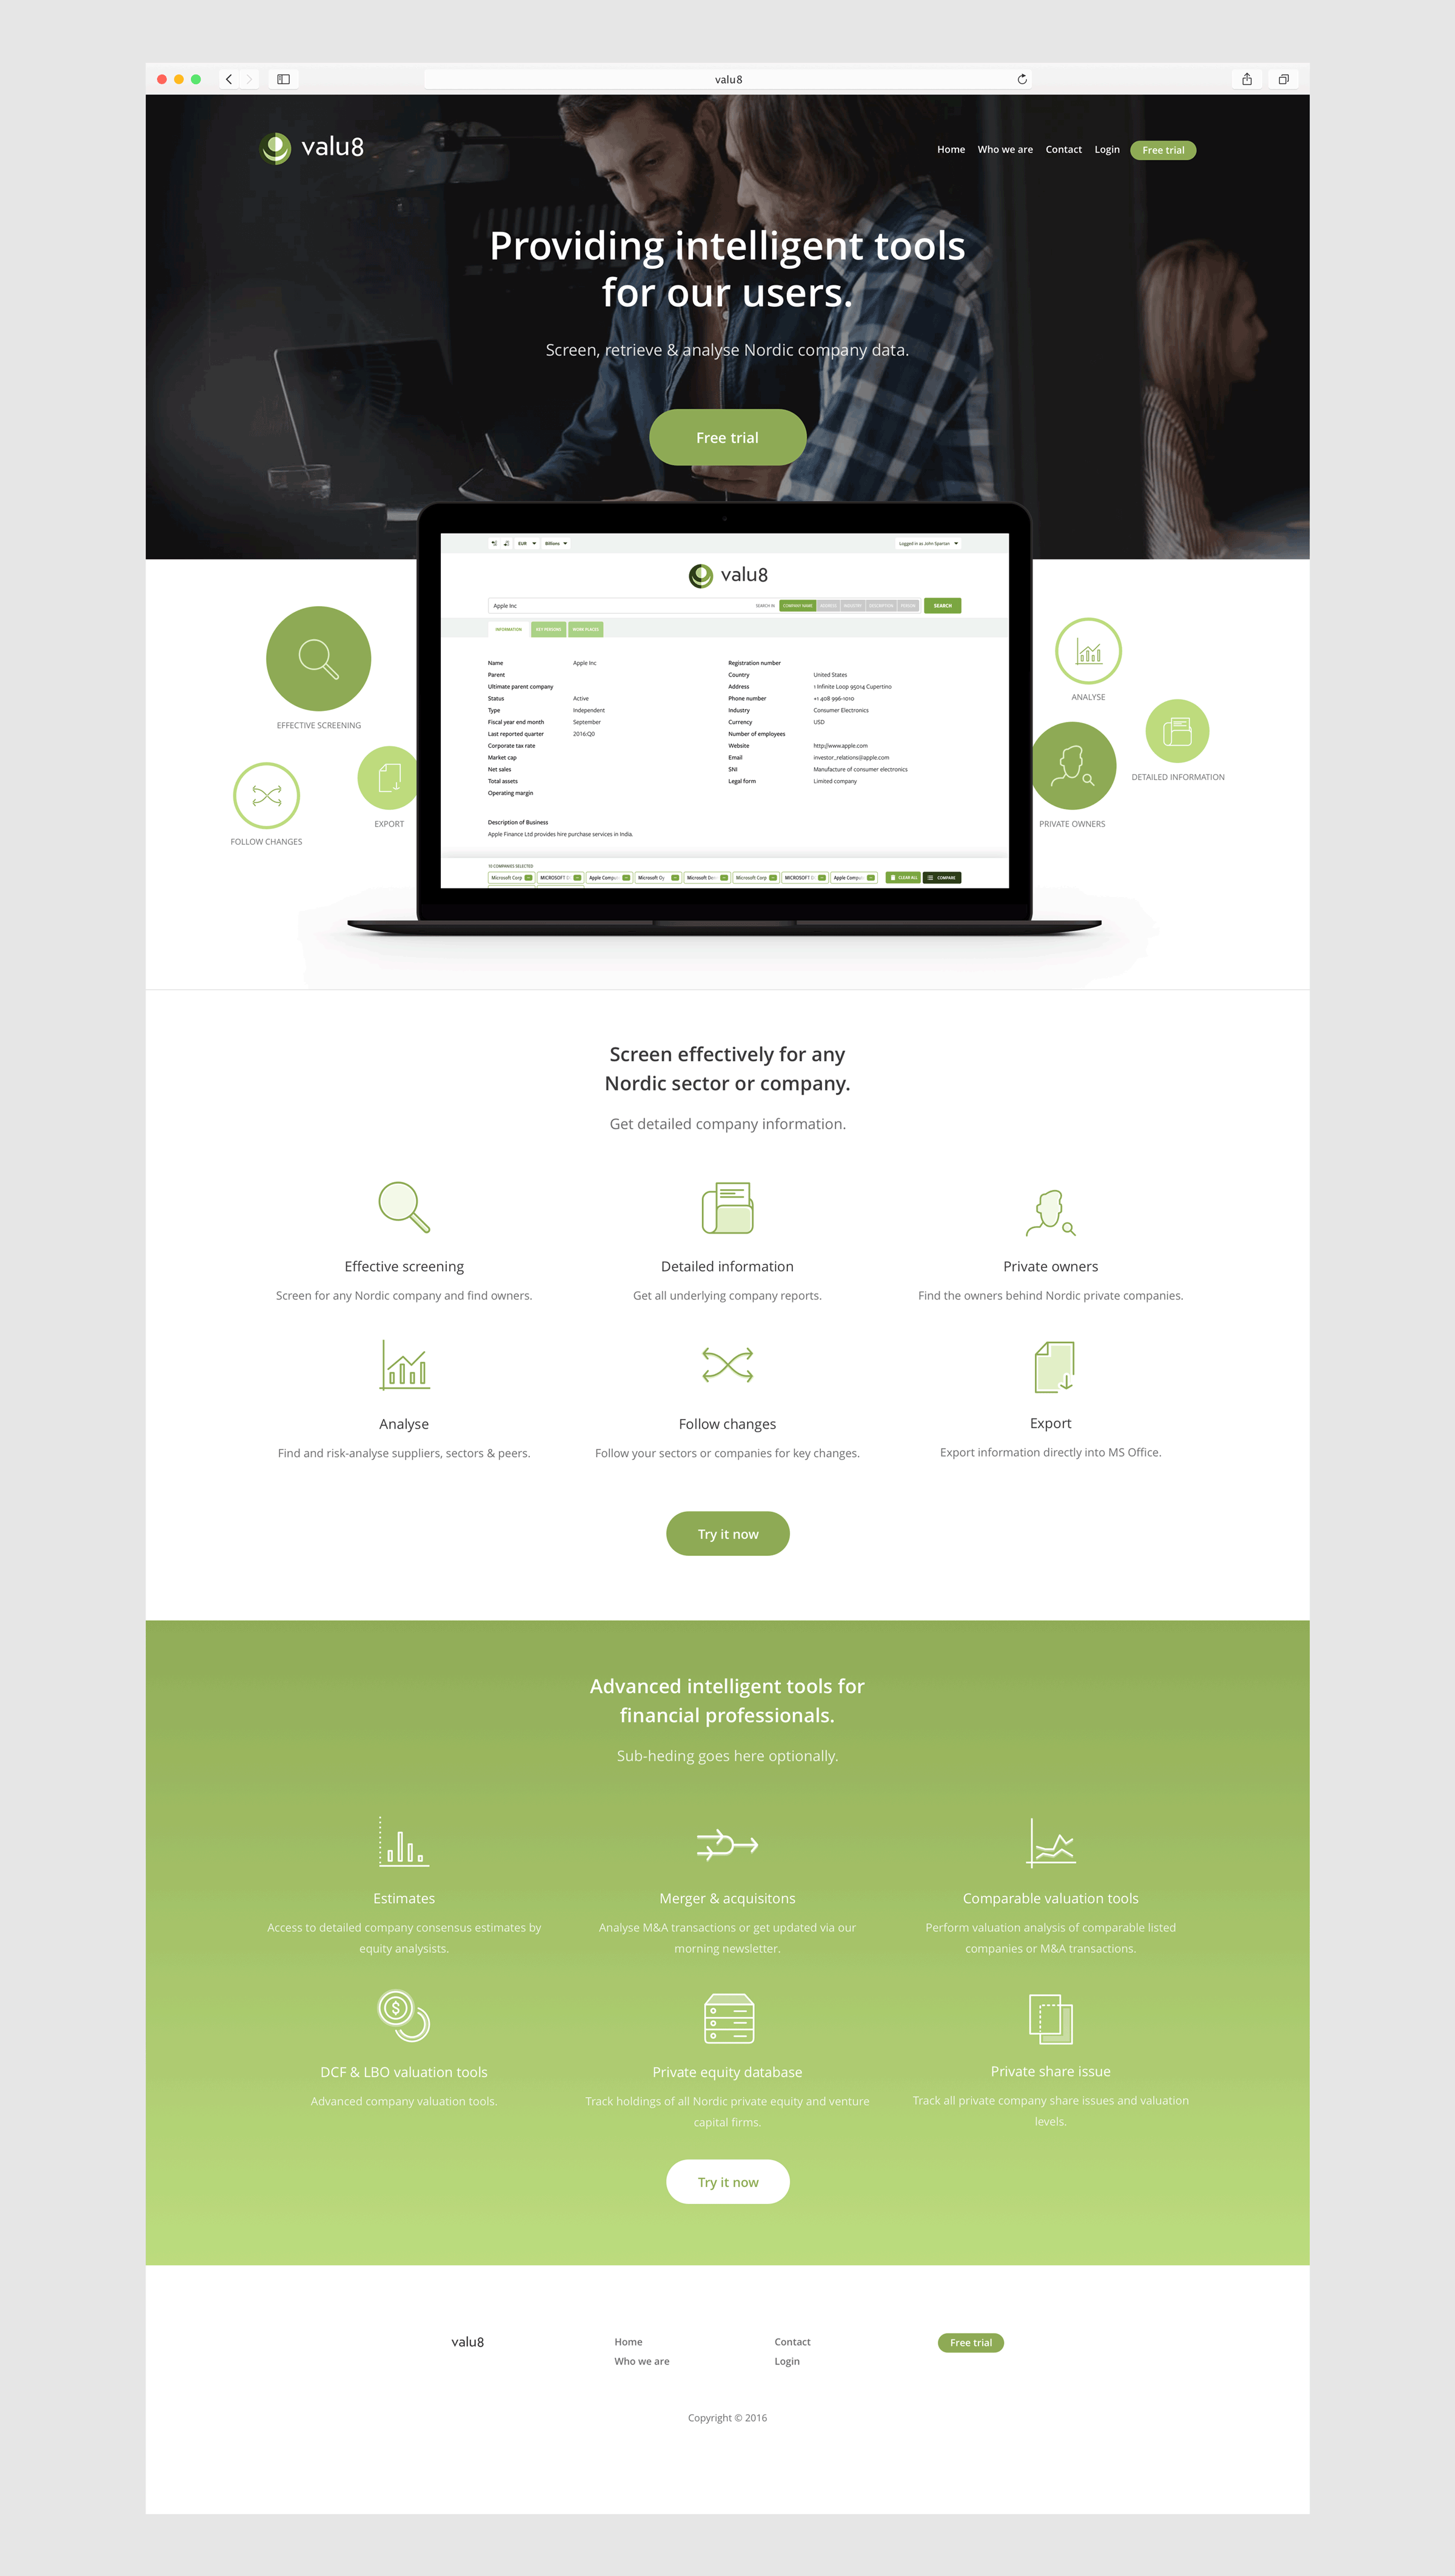 valu8
valu8
Home Who we are Contact Login Free trial
Providing intelligent tools
for our users.
Screen, retrieve & analyse Nordic company data.
Free trial
EUR Billions Logged in as John Spartan
valu8
Apple Inc SEARCH IN COMPANY NAME INDUSTRY DESCRIPTION PERSON SEARCH
INFORMATION KEY PERSONS WORK PLACES
Name Apple Inc Registration number
Parent Country United States
Ultimate parent company Address 1 Infinite Loop 95014 Cupertino
Status Active Phone number +1 408 996-1010
Type Independent Industry Consumer Electronics
Fiscal year end month September Currency USD
Last reported quarter 2016:Q0 Number of employees
Corporate tax rate Website http://www.apple.com
Market cap Email investor_relations@apple.com
Net sales SNI Manufacture of consumer electronics
Total assets Legal form Limited company
Operating margin
Description of Business
Apple Finance Ltd provides hire purchase services in India.
10 COMPANIES SELECTED
Microsoft Corp MICROSOFT Apple Comput Microsoft Oy Microsoft Den Microsoft Corp MICROSOFT Apple Comput CLEAR ALL COMPARE
EFFECTIVE SCREENING
FOLLOW CHANGES
EXPORT
ANALYSE
DETAILED INFORMATION
PRIVATE OWNERS
Screen effectively for any
Nordic sector or company.
Get detailed company information.
Effective screening Detailed information Private owners
Screen for any Nordic company and find owners. Get all underlying company reports. Find the owners behind Nordic private companies.
Analyse Follow changes Export
Find and risk-analyse suppliers, sectors & peers. Follow your sectors or companies for key changes. Export information directly into MS Office.
Try it now
Advanced intelligent tools for
financial professionals.
Sub-heding goes here optionally.
Estimates Merger & acquisitons Comparable valuation tools
Access to detailed company consensus estimates by Analyse M&A transactions or get updated via our Perform valuation analysis of comparable listed
equity analysists. morning newsletter. companies or M&A transactions.
$
DCF & LBO valuation tools Private equity database Private share issue
Advanced company valuation tools. Track holdings of all Nordic private equity and venture Track all private company share issues and valuation
capital firms. levels.
Try it now
valu8 Home Contact Free trial
Who we are Login
Copyright © 2016